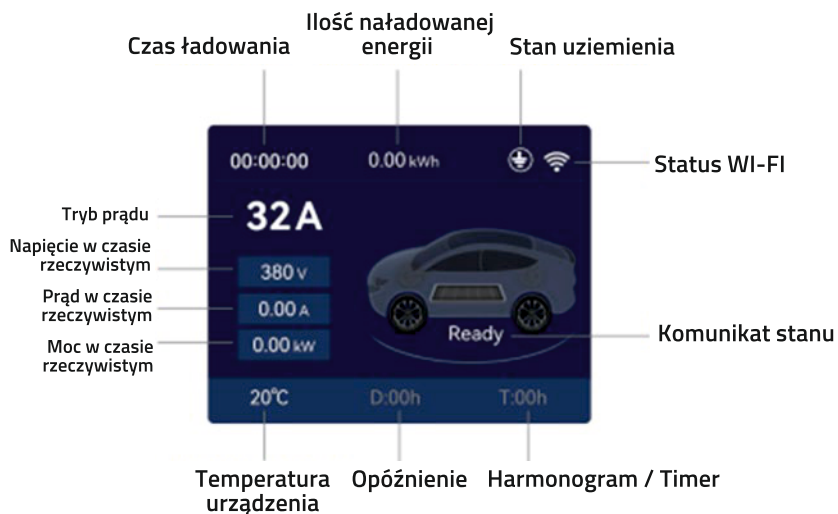 Ilość naładowanej
energii
Czas ładowania
Stan uziemienia
00:00:00
0.00 kWh
Status WI-FI
Tryb prądu
32A
Napięcie w czasie
rzeczywistym
380 V
Prąd w czasie
rzeczywistym
0.00 A
Moc w czasie
rzeczywistym
0.00 kW
Ready
Komunikat stanu
20℃
D:00h
T:00h
Temperatura
urządzenia
Opóźnienie
Harmonogram / Timer